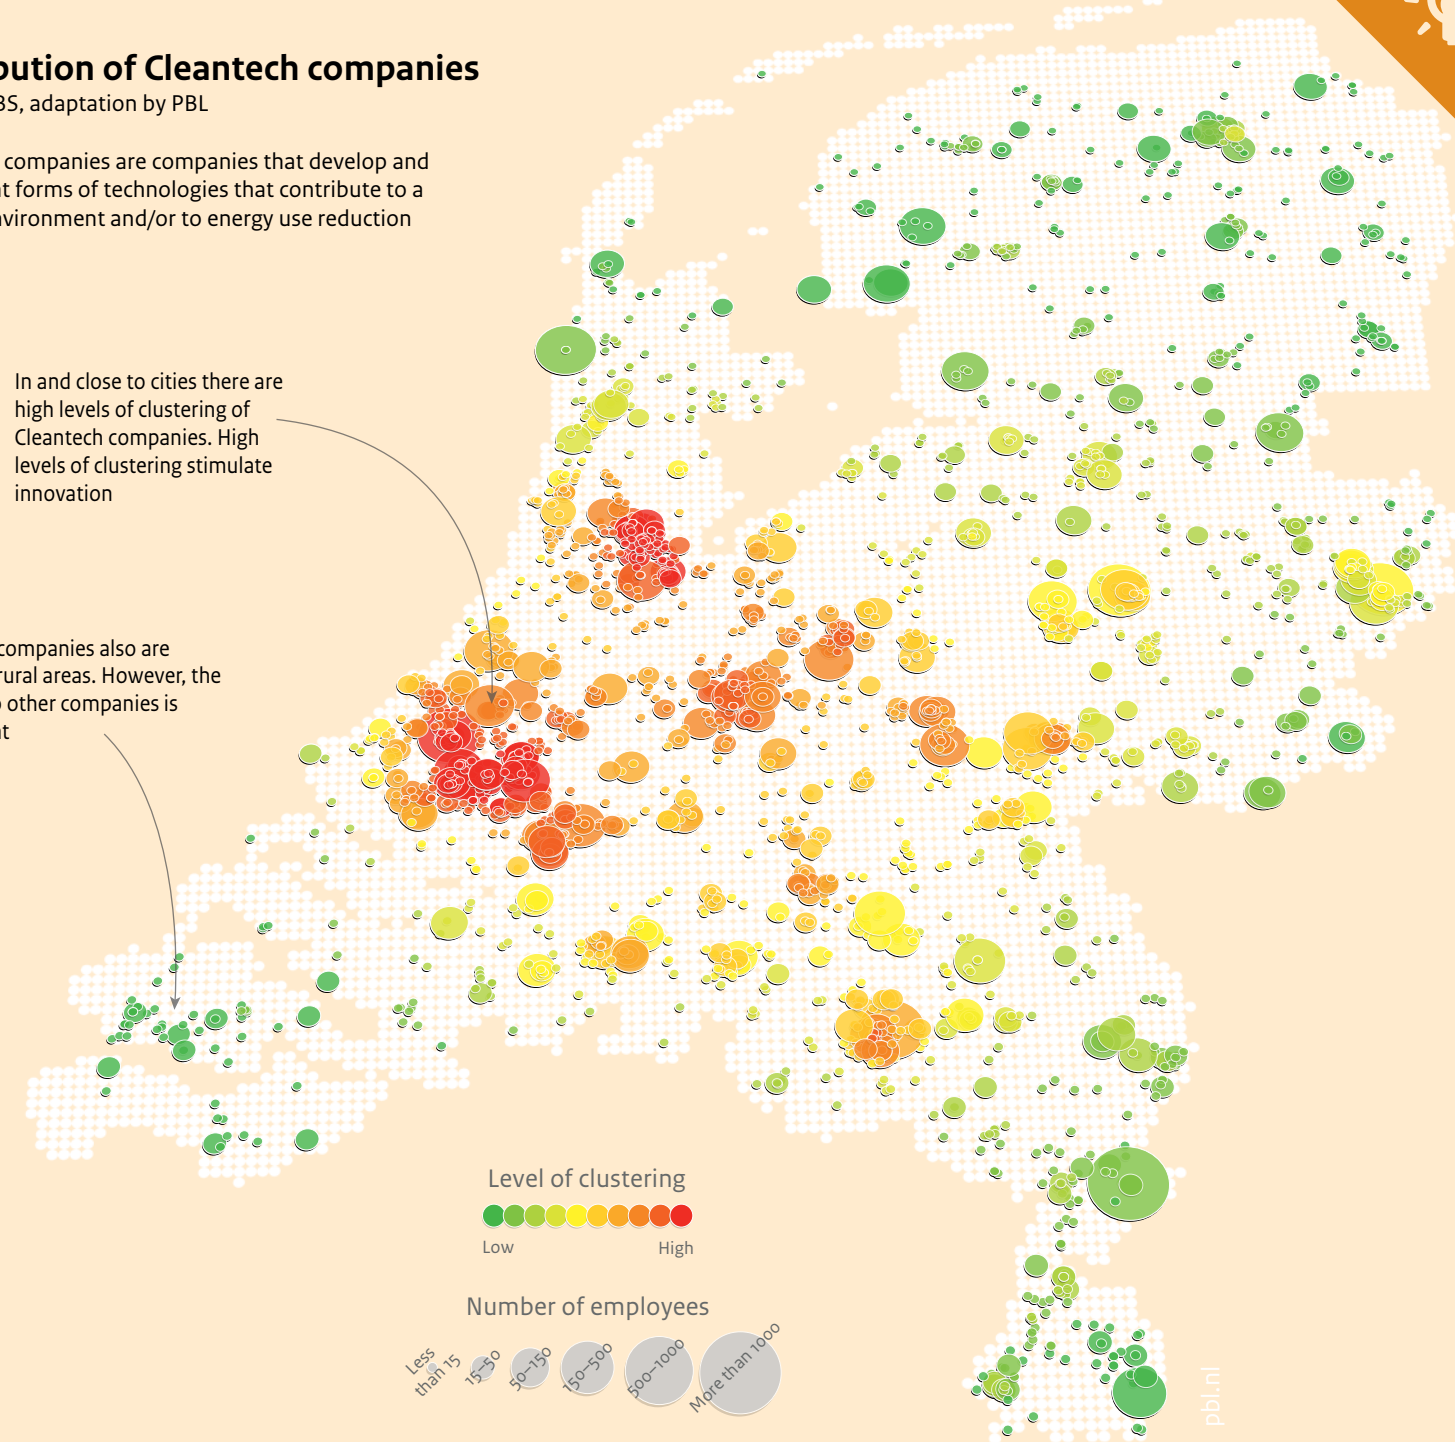 bution of Cleantech companies
BS, adaptation by PBL
companies are companies that develop and
nt forms of technologies that contribute to a
nvironment and/or to energy use reduction
In and close to cities there are
high levels of clustering of
Cleantech companies. High
levels of clustering stimulate
innovation
companies also are
rural areas. However, the
o other companies is
nt
Level of clustering
Low High
Number of employees
Less
than 15
15–50
50–150
150–500
500–1000
More than 1000
pbl.nl